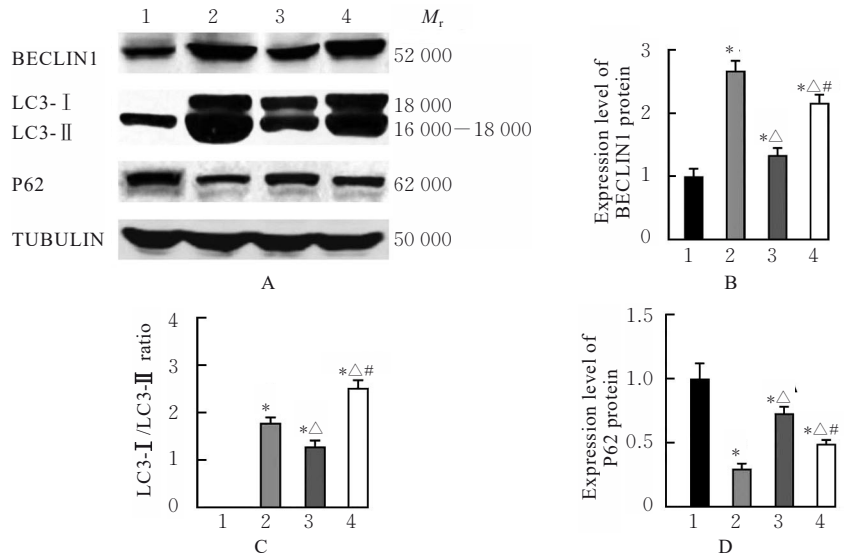 1 2 3 4 Mr
BECLIN1 52 000
LC3-Ⅰ 18 000
LC3-Ⅱ 16 000—18 000
P62 62 000
TUBULIN 50 000
A
Expression level of
BECLIN1 protein
3
2
1
0
* *△ *△#
1 2 3 4
B
LC3-Ⅰ/LC3-Ⅱ ratio
4
3
2
1
0
* *△ *△#
1 2 3 4
C
Expression level of
P62 protein
1.5
1.0
0.5
0
* *△ *△#
1 2 3 4
D